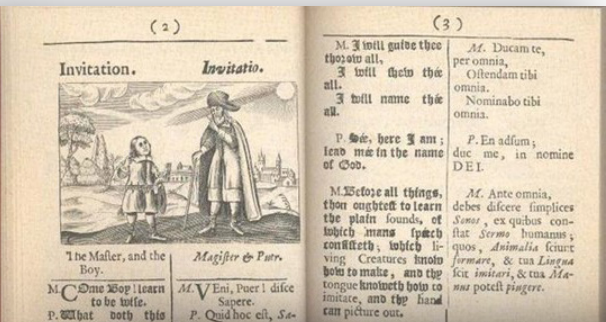 (2)
Invitation.
Invitatio.
The Maſter, and the
Boy.
M. COme Boy! learn
to be wiſe.
P. What doth this
Magiſter & Puer.
M. VEni, Puer! diſce
Sapere.
P. Quid hoc eſt, Sa-
(3)
M. I will guide thee
thorow all,
I will ſhew thée
all.
I will name thée
all.
P. Sée, here I am;
lead mée in the name
of God.
M. Before all things,
thou oughteſt to learn
the plain ſounds, of
which mans ſpéch
conſiſteth; which li-
ving Creatures know
how to make, and thy
tongue knoweth how to
imitate, and thy hand
can picture out.
M. Ducam te,
per omnia,
Oſtendam tibi
omnia.
Nominabo tibi
omnia.
P. En adſum;
duc me, in nomine
DEI.
M. Ante omnia,
debes diſcere ſimplices
Sonos, ex quibus con-
ſtat Sermo humanus;
quos, Animalia ſciunt
formare, & tua Lingua
ſcit imitari, & tua Ma-
nus poteſt pingere.